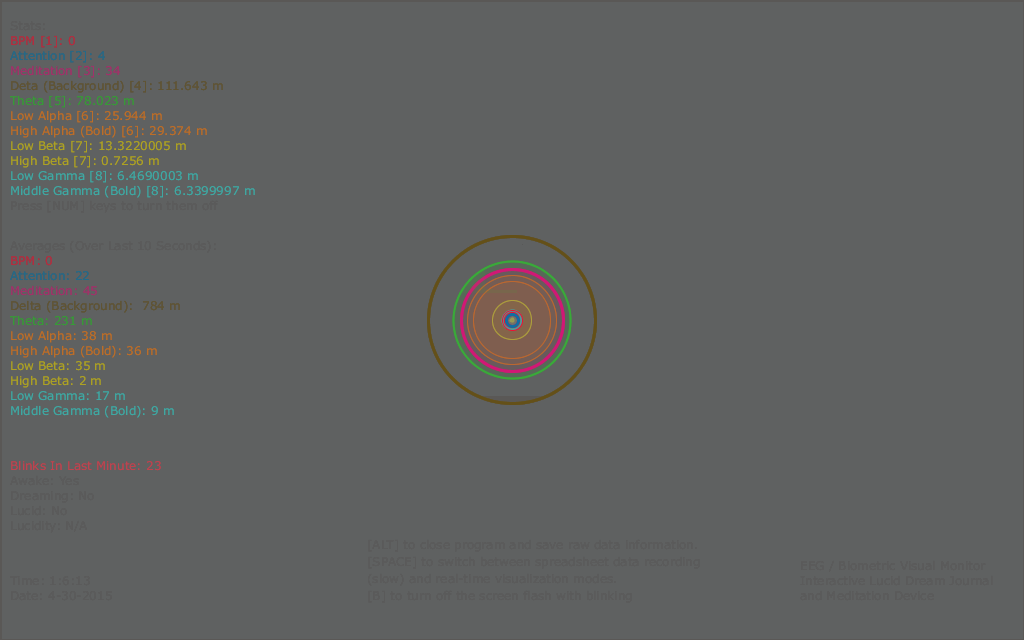 Stats:
BPM [1]: 0
Attention [2]: 4
Meditation [3]: 34
Deta (Background) [4]: 111.643 m
Theta [5]: 78.023 m
Low Alpha [6]: 25.944 m
High Alpha (Bold) [6]: 29.374 m
Low Beta [7]: 13.3220005 m
High Beta [7]: 0.7256 m
Low Gamma [8]: 6.4690003 m
Middle Gamma (Bold) [8]: 6.3399997 m
Press [NUM] keys to turn them off
Averages (Over Last 10 Seconds):
BPM: 0
Attention: 22
Meditation: 45
Delta (Background):  784 m
Theta: 231 m
Low Alpha: 38 m
High Alpha (Bold): 36 m
Low Beta: 35 m
High Beta: 2 m
Low Gamma: 17 m
Middle Gamma (Bold): 9 m
Blinks in Last Minute: 23
Awake: Yes
Dreaming: No
Lucid: No
Lucidity: N/A
Time: 1:5:13
Date: 4-30-2016
[ALT] to close program and save raw data information.
[SPACE] to switch between spreadsheet data recording
(slow) and real-time visualization modes.
[B] to turn off the screen flash with blinking.
EEG / Biometric Visual Monitor
Interactive Lucid Dream Journal
and Meditation Device